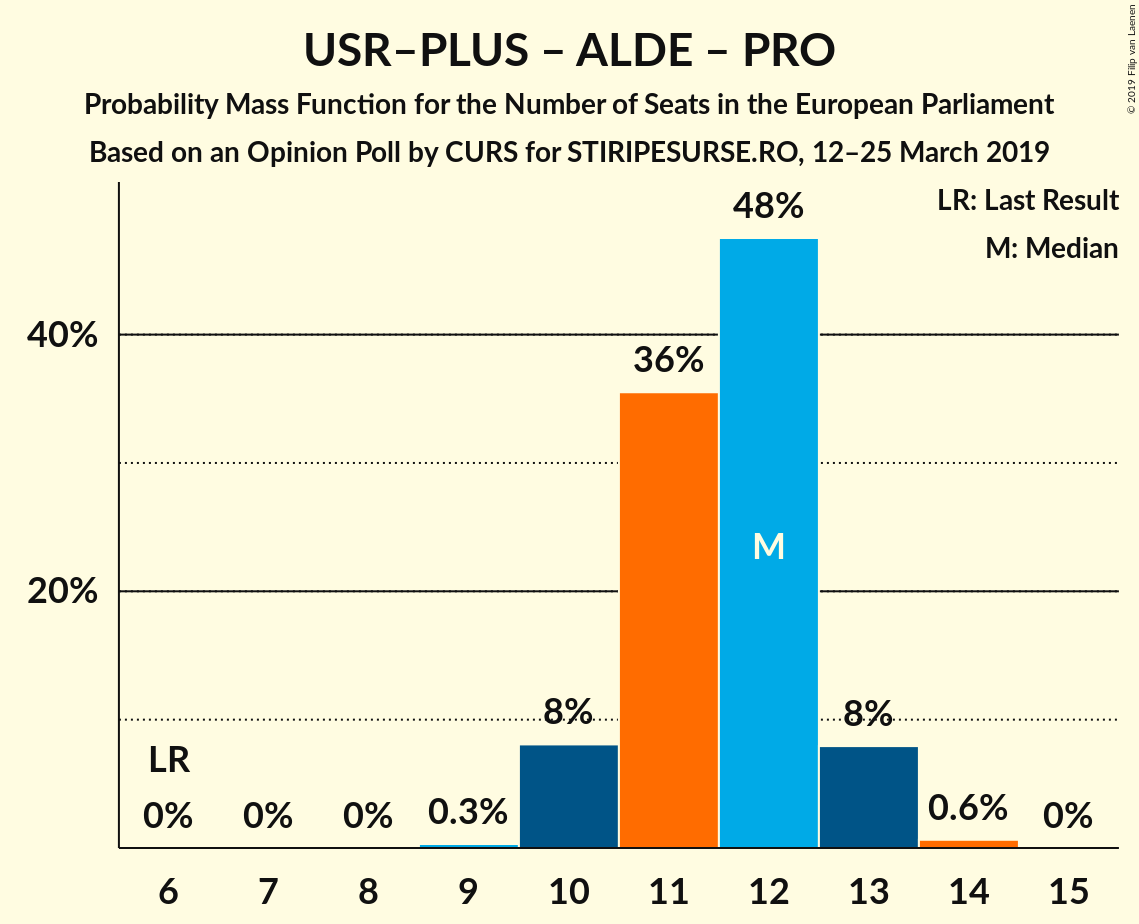 USR–PLUS – ALDE – PRO
Probability Mass Function for the Number of Seats in the European Parliament
Based on an Opinion Poll by CURS for STIRIPESURSE.RO, 12–25 March 2019
© 2019 Filip van Laenen
LR: Last Result
M: Median
48%
40%
36%
M
20%
8%
8%
LR
0%
0%
0%
0.3%
0.6%
0%
6
7
8
9
10
11
12
13
14
15